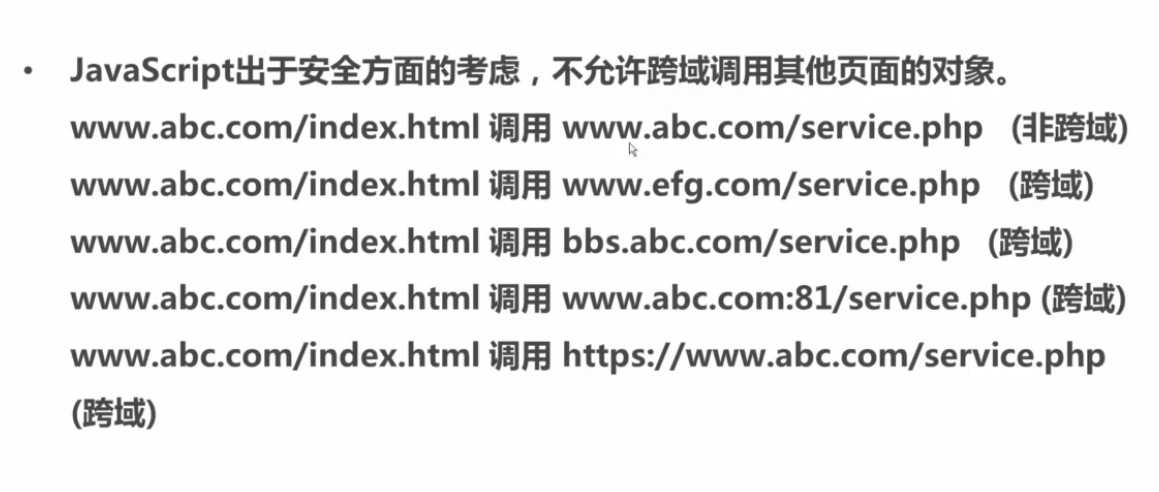 • JavaScript出于安全方面的考虑，不允许跨域调用其他页面的对象。
www.abc.com/index.html 调用 www.abc.com/service.php (非跨域)
www.abc.com/index.html 调用 www.efg.com/service.php (跨域)
www.abc.com/index.html 调用 bbs.abc.com/service.php (跨域)
www.abc.com/index.html 调用 www.abc.com:81/service.php (跨域)
www.abc.com/index.html 调用 https://www.abc.com/service.php
(跨域)